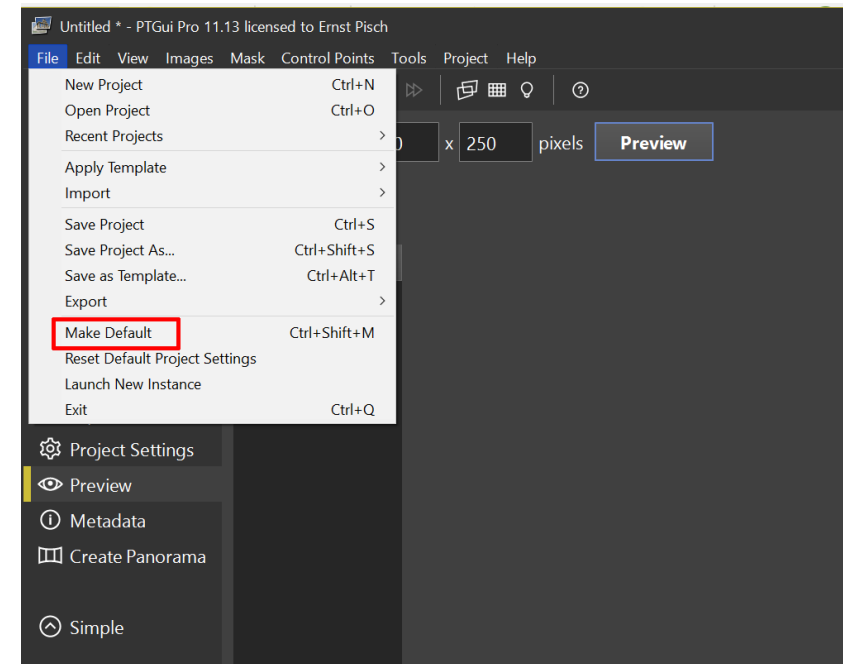 Untitled * - PTGui Pro 11.13 licensed to Ernst Pisch
File Edit View Images Mask Control Points Tools Project Help
New Project Ctrl+N
Open Project Ctrl+O
Recent Projects
x 250 pixels Preview
Apply Template
Import
Save Project Ctrl+S
Save Project As... Ctrl+Shift+S
Save as Template... Ctrl+Alt+T
Export
Make Default Ctrl+Shift+M
Reset Default Project Settings
Launch New Instance
Exit Ctrl+Q
Project Settings
Preview
Metadata
Create Panorama
Simple